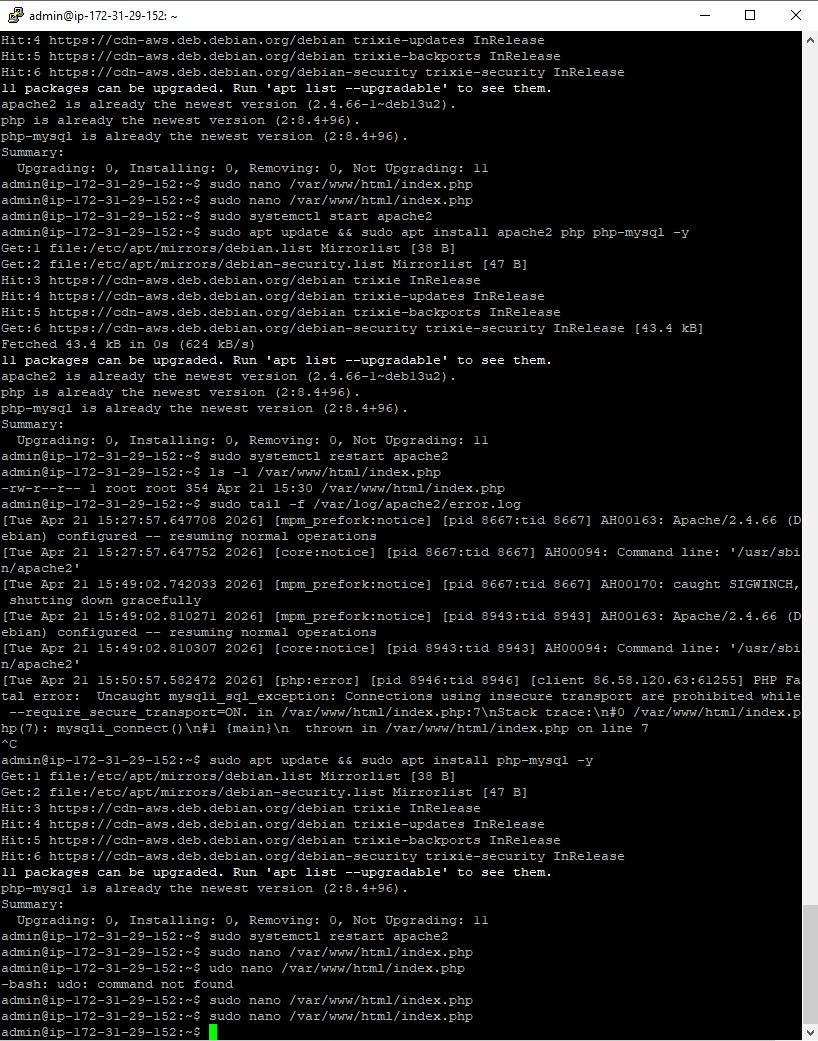 admin@ip-172-31-29-152: ~
Hit:4 https://cdn-aws.deb.debian.org/debian trixie-updates InRelease
Hit:5 https://cdn-aws.deb.debian.org/debian trixie-backports InRelease
Hit:6 https://cdn-aws.deb.debian.org/debian-security trixie-security InRelease
11 packages can be upgraded. Run 'apt list --upgradable' to see them.
apache2 is already the newest version (2.4.66-1~deb13u2).
php is already the newest version (2:8.4+96).
php-mysql is already the newest version (2:8.4+96).
Summary:
  Upgrading: 0, Installing: 0, Removing: 0, Not Upgrading: 11
admin@ip-172-31-29-152:~$ sudo nano /var/www/html/index.php
admin@ip-172-31-29-152:~$ sudo nano /var/www/html/index.php
admin@ip-172-31-29-152:~$ sudo systemctl start apache2
admin@ip-172-31-29-152:~$ sudo apt update && sudo apt install apache2 php php-mysql -y
Get:1 file:/etc/apt/mirrors/debian.list Mirrorlist [38 B]
Get:2 file:/etc/apt/mirrors/debian-security.list Mirrorlist [47 B]
Hit:3 https://cdn-aws.deb.debian.org/debian trixie InRelease
Hit:4 https://cdn-aws.deb.debian.org/debian trixie-updates InRelease
Hit:5 https://cdn-aws.deb.debian.org/debian trixie-backports InRelease
Get:6 https://cdn-aws.deb.debian.org/debian-security trixie-security InRelease [43.4 kB]
Fetched 43.4 kB in 0s (624 kB/s)
11 packages can be upgraded. Run 'apt list --upgradable' to see them.
apache2 is already the newest version (2.4.66-1~deb13u2).
php is already the newest version (2:8.4+96).
php-mysql is already the newest version (2:8.4+96).
Summary:
  Upgrading: 0, Installing: 0, Removing: 0, Not Upgrading: 11
admin@ip-172-31-29-152:~$ sudo systemctl restart apache2
admin@ip-172-31-29-152:~$ ls -l /var/www/html/index.php
-rw-r--r-- 1 root root 354 Apr 21 15:30 /var/www/html/index.php
admin@ip-172-31-29-152:~$ sudo tail -f /var/log/apache2/error.log
[Tue Apr 21 15:27:57.647708 2026] [mpm_prefork:notice] [pid 8667:tid 8667] AH00163: Apache/2.4.66 (D
ebian) configured -- resuming normal operations
[Tue Apr 21 15:27:57.647752 2026] [core:notice] [pid 8667:tid 8667] AH00094: Command line: '/usr/sbi
n/apache2'
[Tue Apr 21 15:49:02.742033 2026] [mpm_prefork:notice] [pid 8667:tid 8667] AH00170: caught SIGWINCH,
 shutting down gracefully
[Tue Apr 21 15:49:02.810271 2026] [mpm_prefork:notice] [pid 8943:tid 8943] AH00163: Apache/2.4.66 (D
ebian) configured -- resuming normal operations
[Tue Apr 21 15:49:02.810307 2026] [core:notice] [pid 8943:tid 8943] AH00094: Command line: '/usr/sbi
n/apache2'
[Tue Apr 21 15:50:57.582472 2026] [php:error] [pid 8946:tid 8946] [client 86.58.120.63:61255] PHP Fa
tal error:  Uncaught mysqli_sql_exception: Connections using insecure transport are prohibited while
 --require_secure_transport=ON. in /var/www/html/index.php:7\nStack trace:\n#0 /var/www/html/index.p
hp(7): mysqli_connect()\n#1 {main}\n  thrown in /var/www/html/index.php on line 7
^C
admin@ip-172-31-29-152:~$ sudo apt update && sudo apt install php-mysql -y
Get:1 file:/etc/apt/mirrors/debian.list Mirrorlist [38 B]
Get:2 file:/etc/apt/mirrors/debian-security.list Mirrorlist [47 B]
Hit:3 https://cdn-aws.deb.debian.org/debian trixie InRelease
Hit:4 https://cdn-aws.deb.debian.org/debian trixie-updates InRelease
Hit:5 https://cdn-aws.deb.debian.org/debian trixie-backports InRelease
Hit:6 https://cdn-aws.deb.debian.org/debian-security trixie-security InRelease
11 packages can be upgraded. Run 'apt list --upgradable' to see them.
php-mysql is already the newest version (2:8.4+96).
Summary:
  Upgrading: 0, Installing: 0, Removing: 0, Not Upgrading: 11
admin@ip-172-31-29-152:~$ sudo systemctl restart apache2
admin@ip-172-31-29-152:~$ sudo nano /var/www/html/index.php
admin@ip-172-31-29-152:~$ udo nano /var/www/html/index.php
-bash: udo: command not found
admin@ip-172-31-29-152:~$ sudo nano /var/www/html/index.php
admin@ip-172-31-29-152:~$ sudo nano /var/www/html/index.php
admin@ip-172-31-29-152:~$